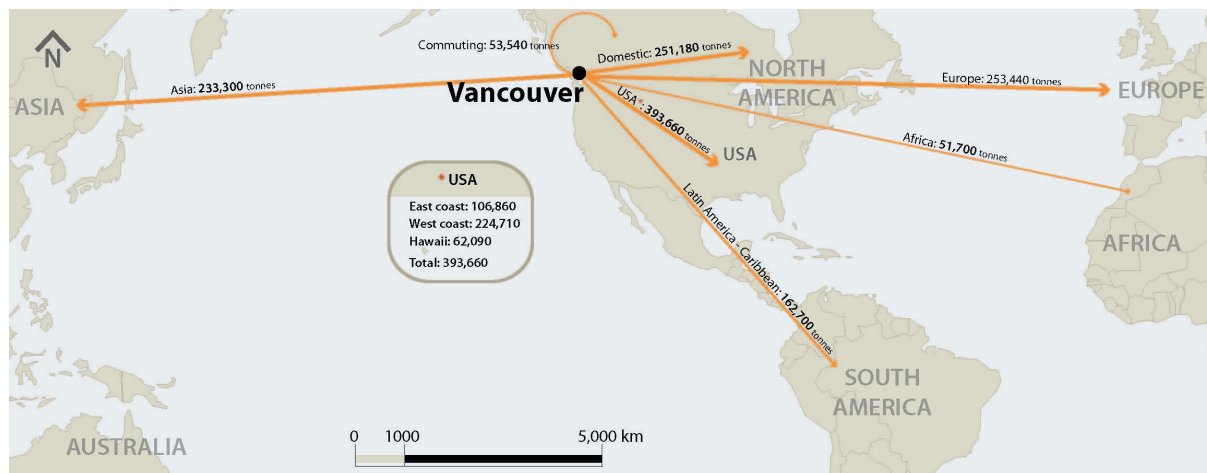 N
Commuting: 53,540 tonnes
Domestic: 251,180 tonnes
NORTH
AMERICA
Asia: 233,300 tonnes
ASIA
Vancouver
Europe: 253,440 tonnes
EUROPE
USA*: 393,660 tonnes
USA
Africa: 51,700 tonnes
AFRICA
* USA
East coast: 106,860
West coast: 224,710
Hawaii: 62,090
Total: 393,660
Latin America - Caribbean: 162,700 tonnes
SOUTH
AMERICA
AUSTRALIA
0 1000 5,000 km